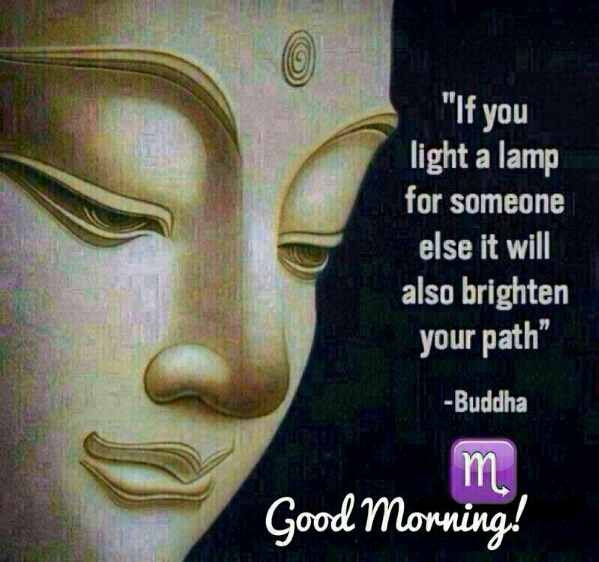 "If you
light a lamp
for someone
else it will
also brighten
your path”
-Buddha
♏
Good Morning!